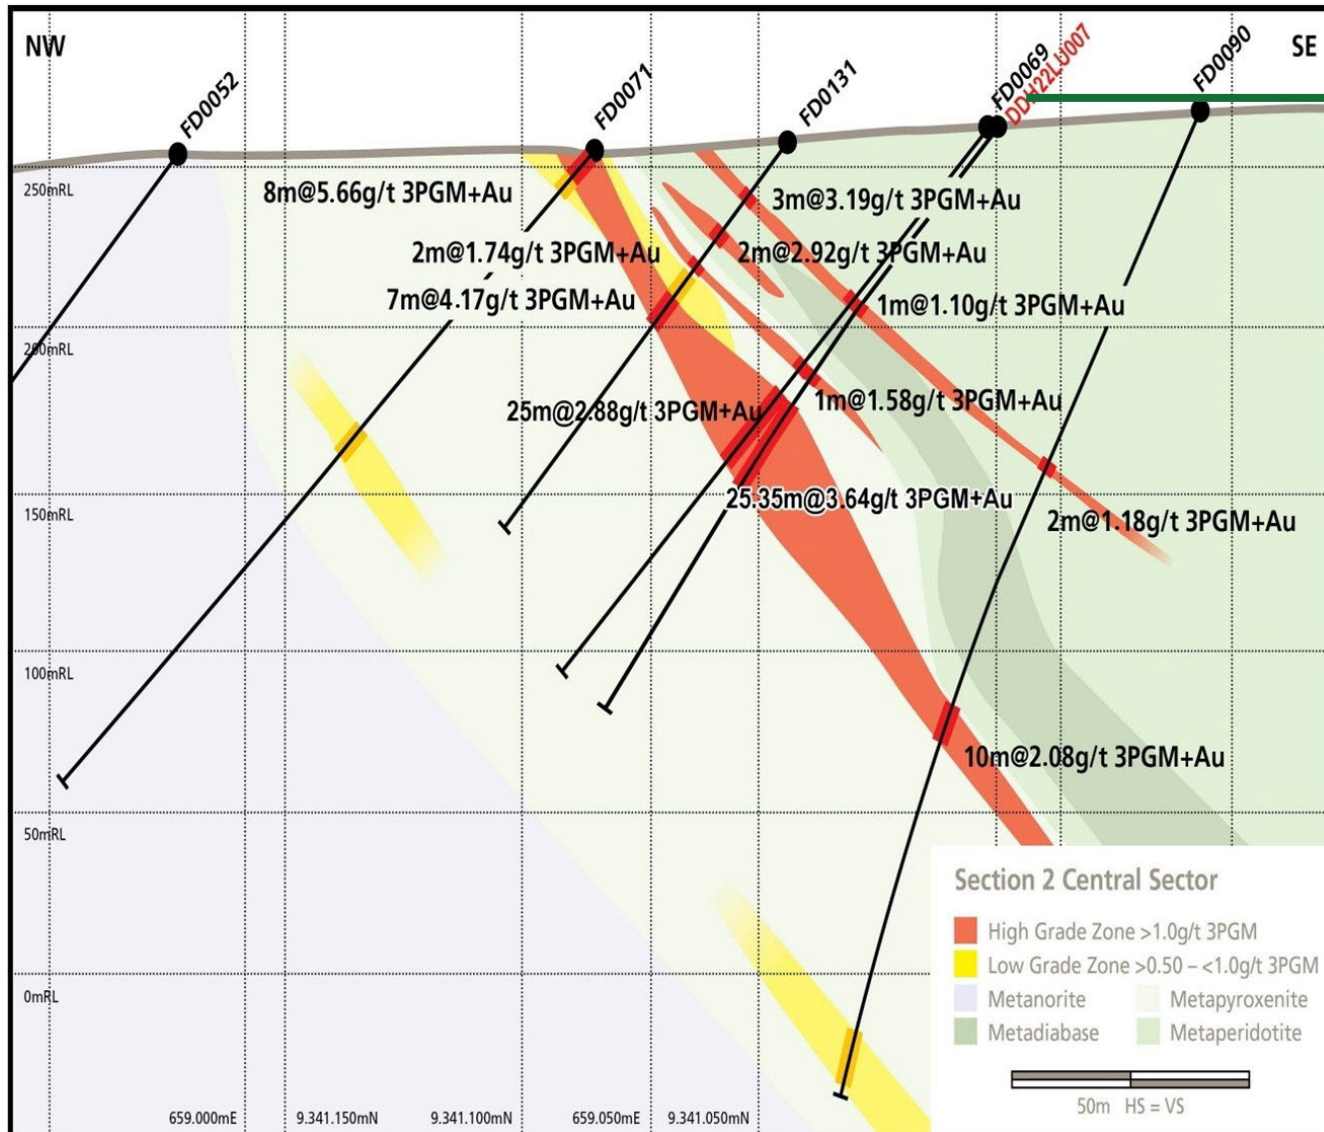 NW
SE
FD0052
FD0071
FD0131
FD0069
DDH22LU007
FD0090
250mRL
8m@5.66g/t 3PGM+Au
3m@3.19g/t 3PGM+Au
2m@1.74g/t 3PGM+Au
2m@2.92g/t 3PGM+Au
7m@4.17g/t 3PGM+Au
1m@1.10g/t 3PGM+Au
200mRL
25m@2.88g/t 3PGM+Au
1m@1.58g/t 3PGM+Au
25.35m@3.64g/t 3PGM+Au
150mRL
2m@1.18g/t 3PGM+Au
100mRL
10m@2.08g/t 3PGM+Au
50mRL
0mRL
Section 2 Central Sector
High Grade Zone >1.0g/t 3PGM
Low Grade Zone >0.50 – <1.0g/t 3PGM
Metanorite
Metapyroxenite
Metadiabase
Metaperidotite
50m HS = VS
659.000mE
9.341.150mN
9.341.100mN
659.050mE
9.341.050mN